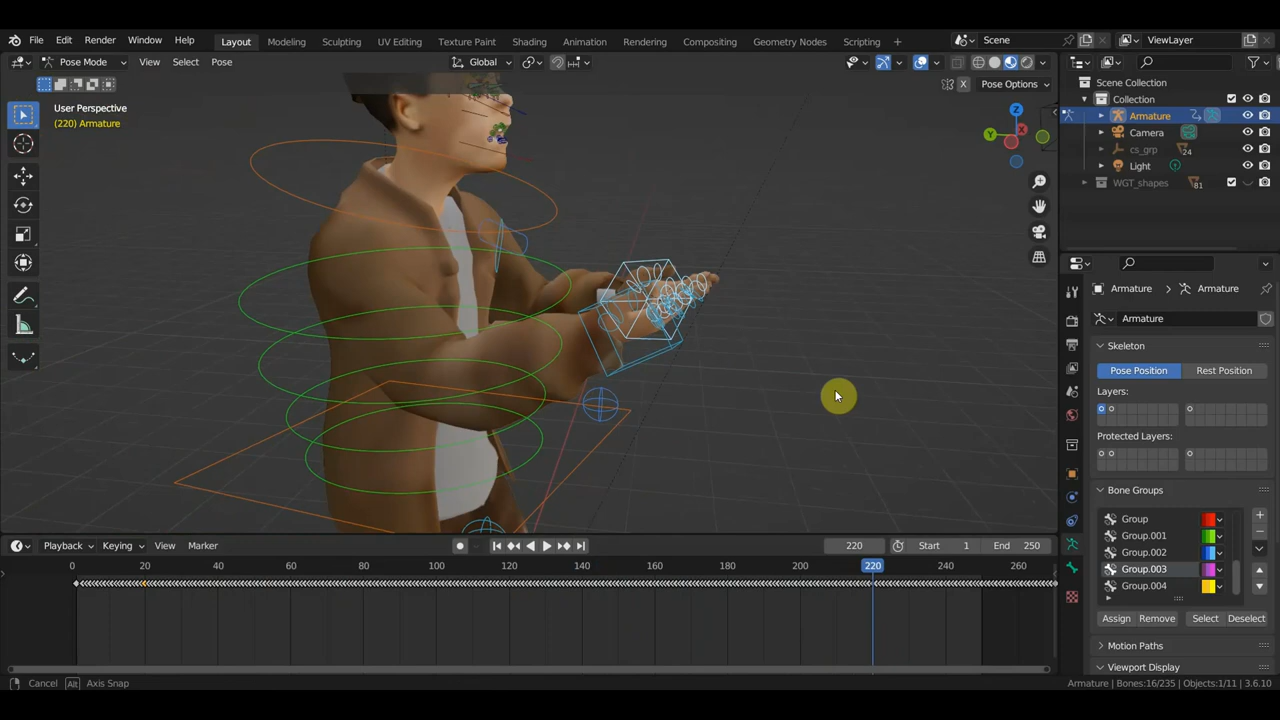 File Edit Render Window Help
Layout Modeling Sculpting UV Editing Texture Paint Shading Animation Rendering Compositing Geometry Nodes Scripting +
Scene
ViewLayer
Pose Mode View Select Pose
Global
X Pose Options
User Perspective
(220) Armature
Scene Collection
Collection
Armature
Camera
cs_grp 24
Light
WGT_shapes 81
Armature > Armature
Armature
Skeleton
Pose Position Rest Position
Layers:
Protected Layers:
Bone Groups
Group
Group.001
Group.002
Group.003
Group.004
Assign Remove Select Deselect
Motion Paths
Viewport Display
Playback Keying View Marker
220 Start 1 End 250
0 20 40 60 80 100 120 140 160 180 200 220 260
Cancel Alt Axis Snap
Armature | Bones:16/235 | Objects:1/11 | 3.6.10